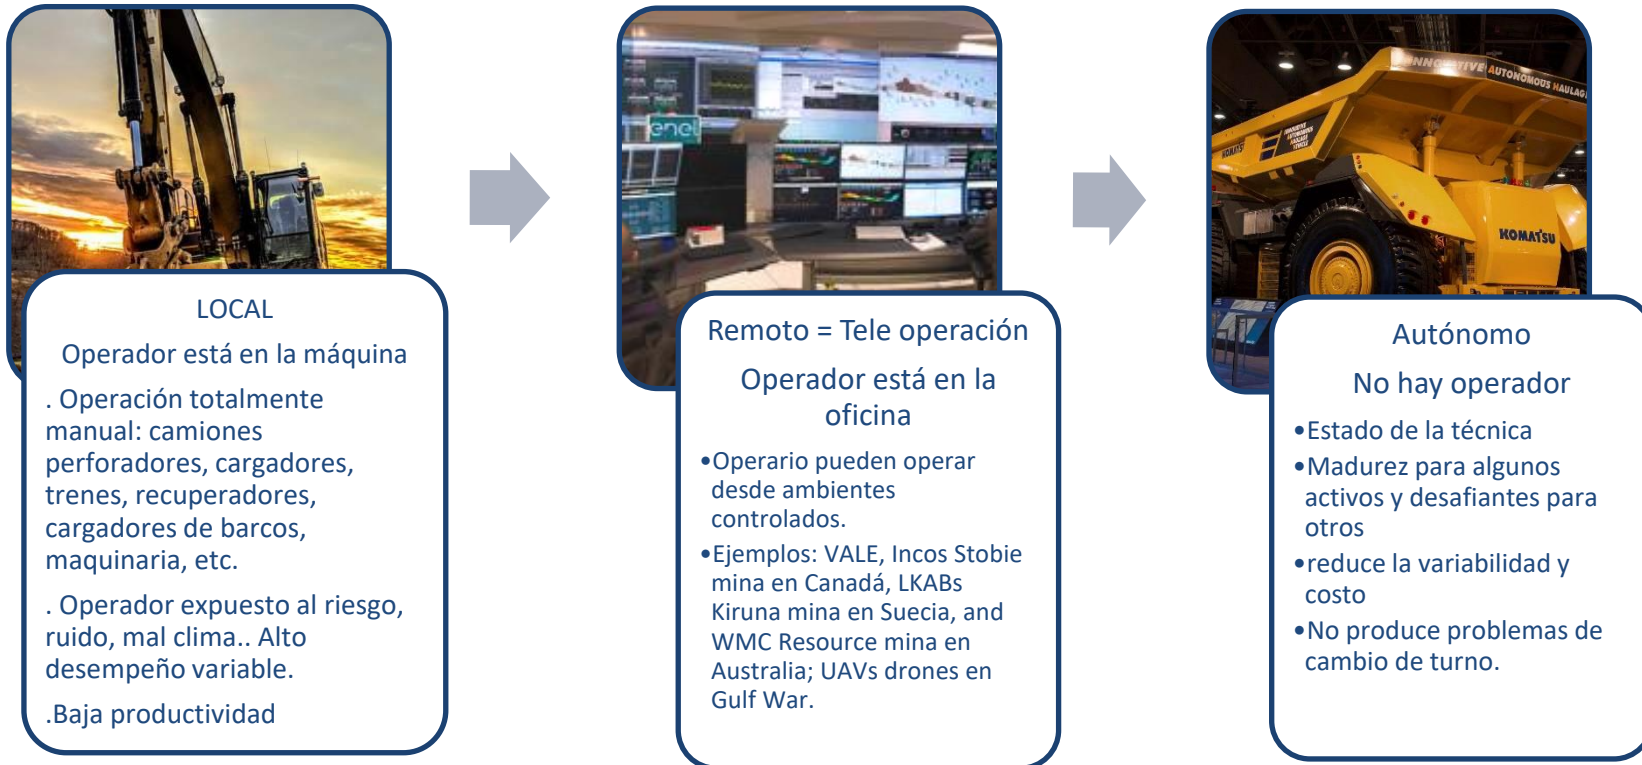 LOCAL
Operador está en la máquina
. Operación totalmente
manual: camiones
perforadores, cargadores,
trenes, recuperadores,
cargadores de barcos,
maquinaria, etc.
. Operador expuesto al riesgo,
ruido, mal clima.. Alto
desempeño variable.
.Baja productividad
enel
Remoto = Tele operación
Operador está en la
oficina
•Operario pueden operar
desde ambientes
controlados.
•Ejemplos: VALE, Incos Stobie
mina en Canadá, LKABs
Kiruna mina en Suecia, and
WMC Resource mina en
Australia; UAVs drones en
Gulf War.
INNOVATIVE AUTONOMOUS HAULAGE
KOMATSU
INNOVATIVE
AUTONOMOUS
HAULAGE
VEHICLE
KOMATSU
Autónomo
No hay operador
•Estado de la técnica
•Madurez para algunos
activos y desafiantes para
otros
•reduce la variabilidad y
costo
•No produce problemas de
cambio de turno.